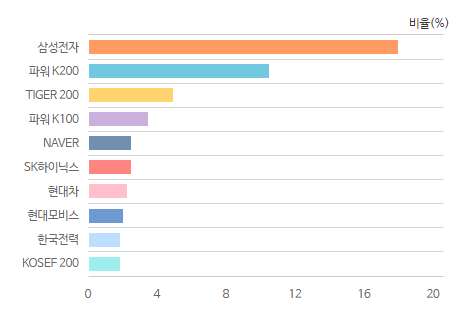 비율(%)
삼성전자
파워 K200
TIGER 200
파워 K100
NAVER
SK하이닉스
현대차
현대모비스
한국전력
KOSEF 200
0 4 8 12 16 20